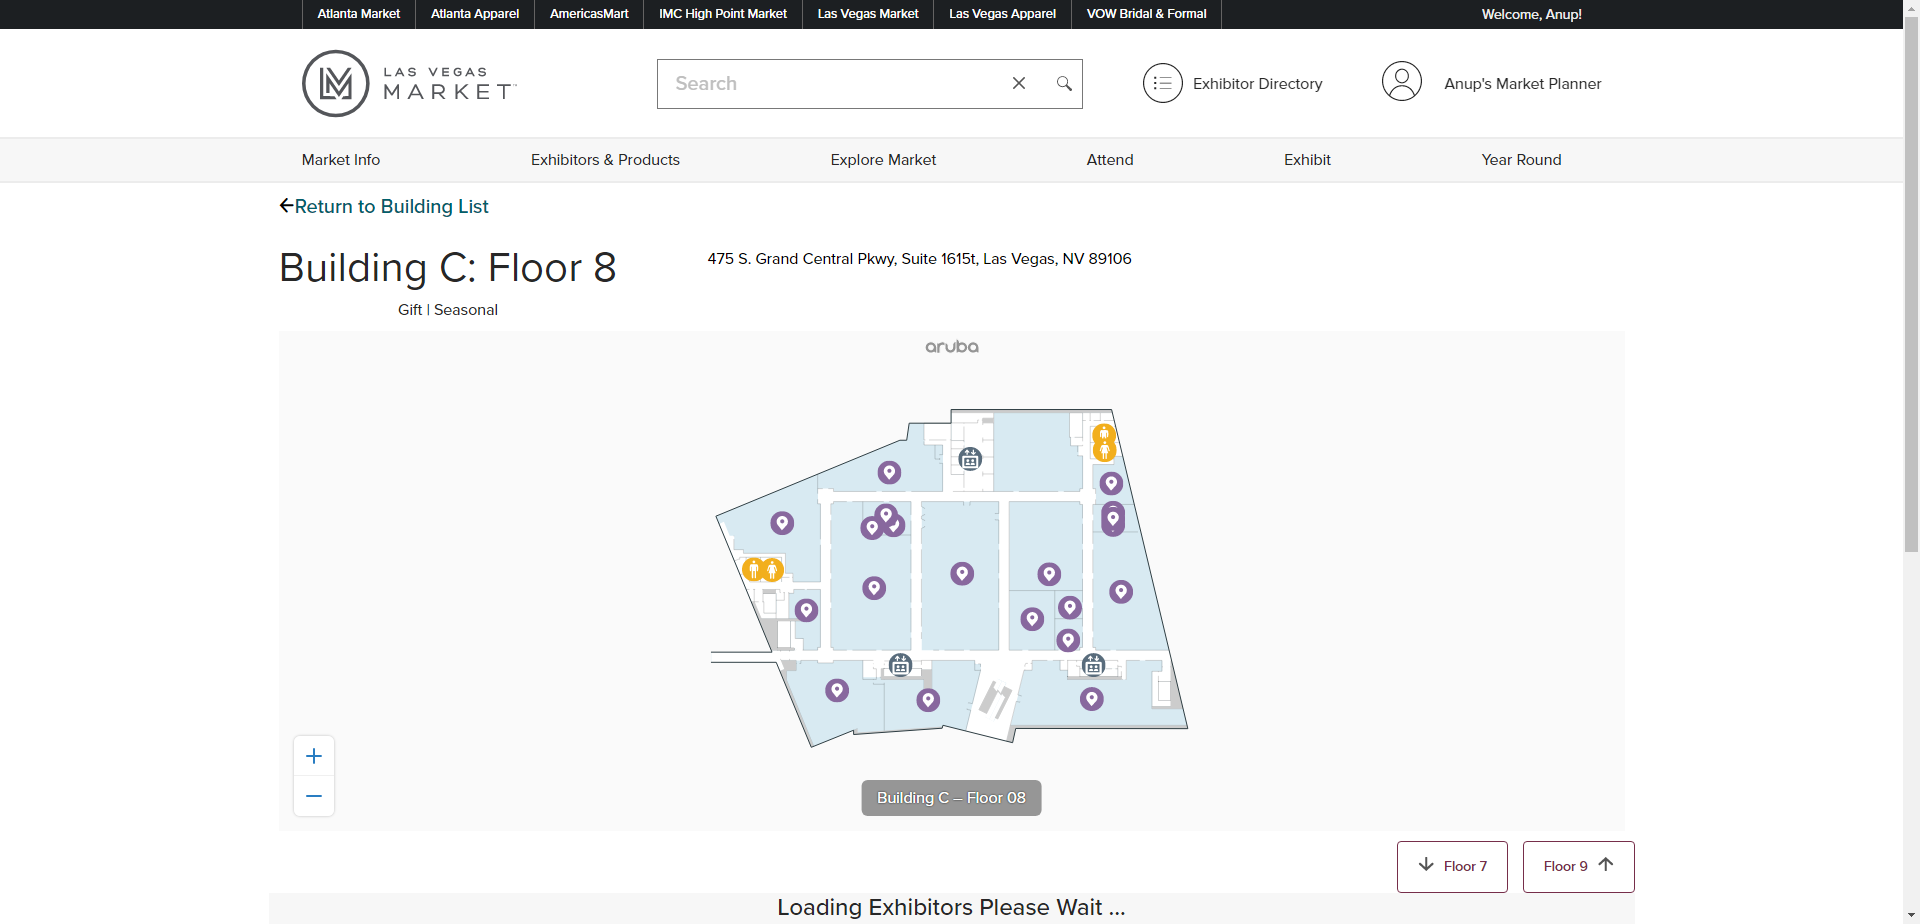 Atlanta Market
Atlanta Apparel
AmericasMart
IMC High Point Market
Las Vegas Market
Las Vegas Apparel
VOW Bridal & Formal
Welcome, Anup!
LM
LAS VEGAS
MARKET
Search
Exhibitor Directory
Anup's Market Planner
Market Info
Exhibitors & Products
Explore Market
Attend
Exhibit
Year Round
Return to Building List
Building C: Floor 8
475 S. Grand Central Pkwy, Suite 1615t, Las Vegas, NV 89106
Gift | Seasonal
aruba
+
−
Building C – Floor 08
Floor 7
Floor 9
Loading Exhibitors Please Wait ...